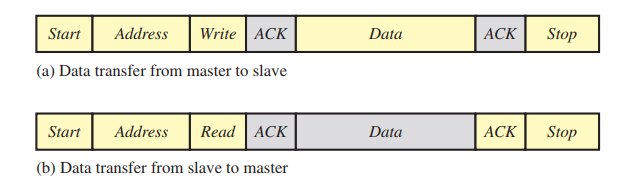 Start Address Write ACK Data ACK Stop
(a) Data transfer from master to slave
Start Address Read ACK Data ACK Stop
(b) Data transfer from slave to master